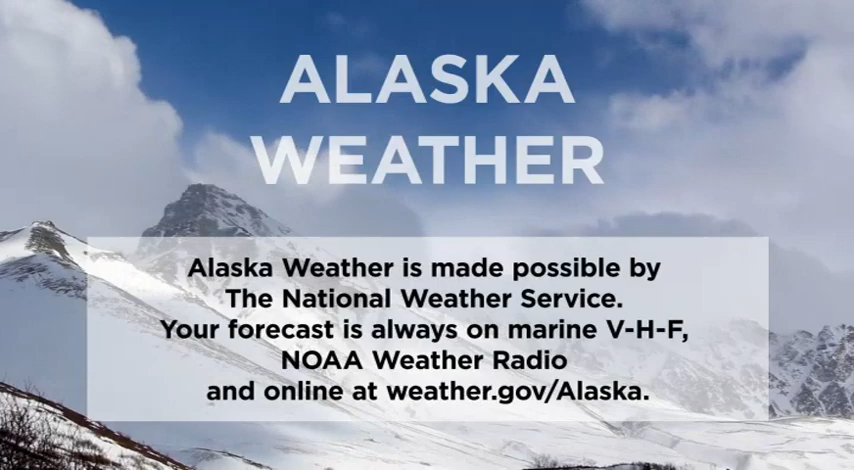 ALASKA
WEATHER
Alaska Weather is made possible by
The National Weather Service.
Your forecast is always on marine V-H-F,
NOAA Weather Radio
and online at weather.gov/Alaska.